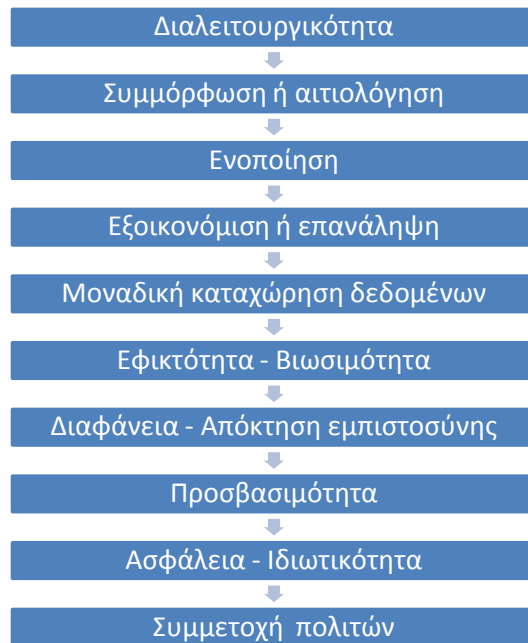 Διαλειτουργικότητα
Συμμόρφωση ή αιτιολόγηση
Ενοποίηση
Εξοικονόμιση ή επανάληψη
Μοναδική καταχώρηση δεδομένων
Εφικτότητα - Βιωσιμότητα
Διαφάνεια - Απόκτηση εμπιστοσύνης
Προσβασιμότητα
Ασφάλεια - Ιδιωτικότητα
Συμμετοχή πολιτών